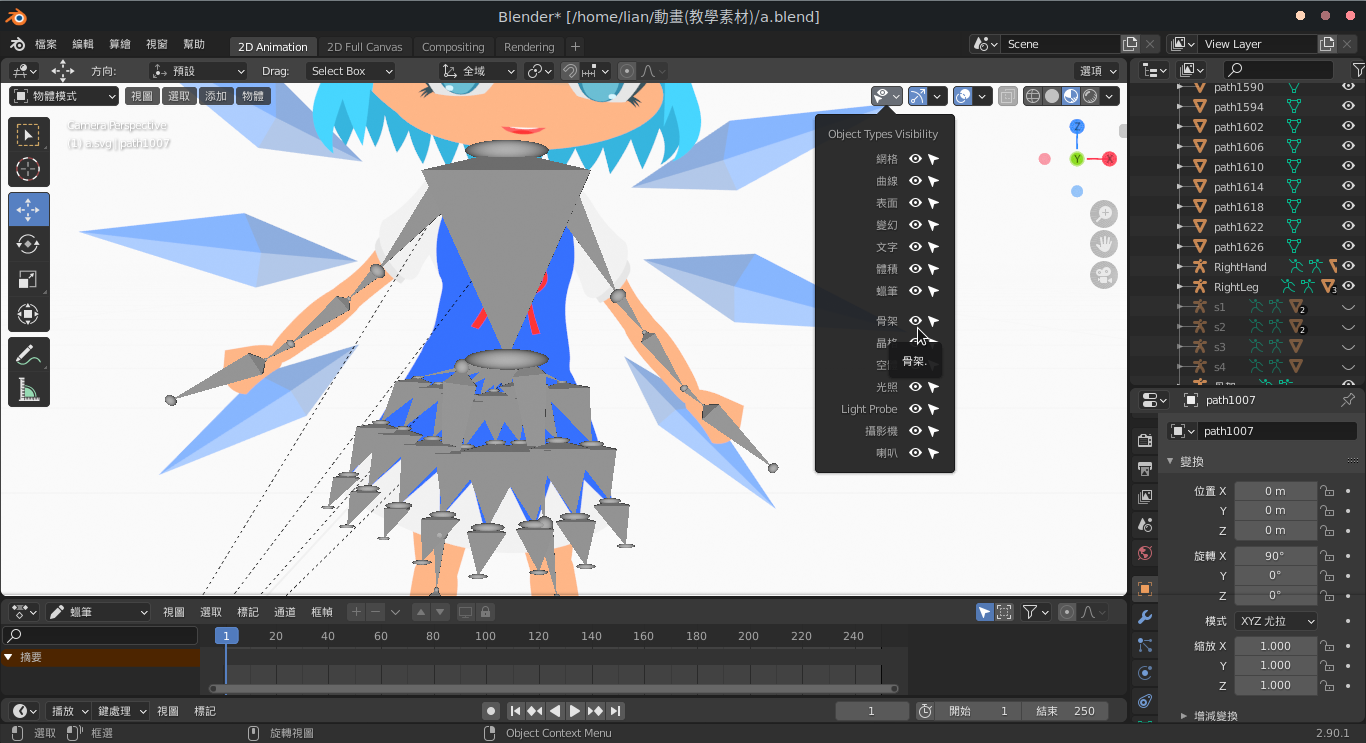 Blender* [/home/lian/動畫(教學素材)/a.blend]
檔案 編輯 算繪 視窗 幫助 2D Animation 2D Full Canvas Compositing Rendering + Scene View Layer
方向: 預設 Drag: Select Box 全域 選項
物體模式 視圖 選取 添加 物體
Camera Perspective
(1) a.svg | path1007
Object Types Visibility
網格
曲線
表面
變幻
文字
體積
蠟筆
骨架
晶格
骨架.
光照
Light Probe
攝影機
喇叭
Z
Y
X
path1590
path1594
path1602
path1606
path1610
path1614
path1618
path1622
path1626
RightHand
RightLeg 3
s1 2
s2 2
s3
s4
path1007
path1007
變換
位置 X 0 m
Y 0 m
Z 0 m
旋轉 X 90°
Y 0°
Z 0°
模式 XYZ 尤拉
縮放 X 1.000
Y 1.000
Z 1.000
增減變換
蠟筆 視圖 選取 標記 通道 框幀
1 20 40 60 80 100 120 140 160 180 200 220 240
摘要
播放 鍵處理 視圖 標記 1 開始 1 結束 250
選取 框選 旋轉視圖 Object Context Menu 2.90.1